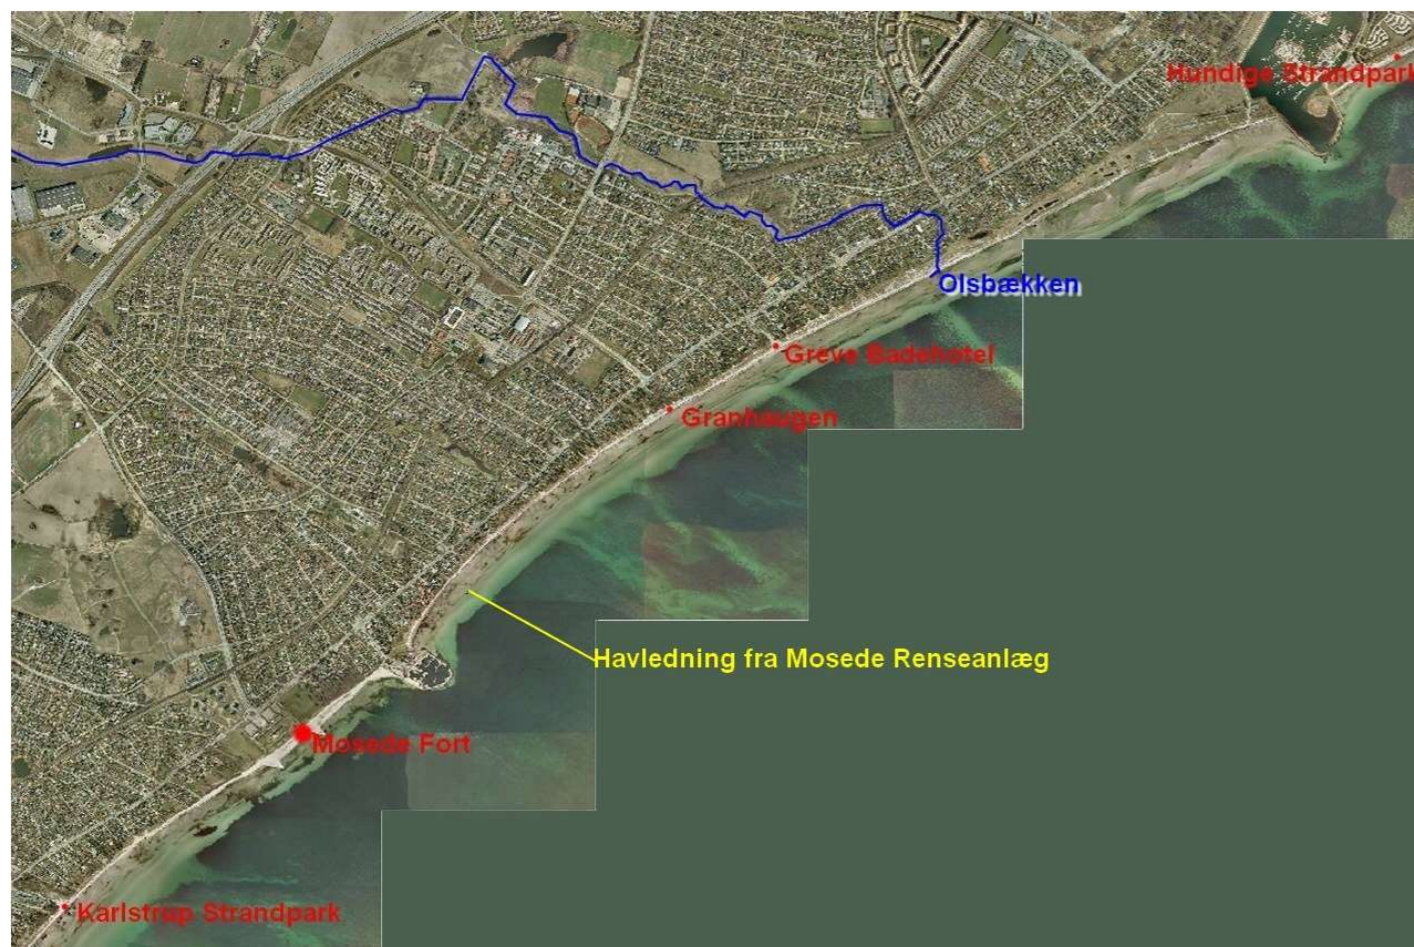 Hundige Strandpark
Olsbækken
Greve Badehotel
Granhaugen
Havledning fra Mosede Renseanlæg
Mosede Fort
Karlstrup Strandpark